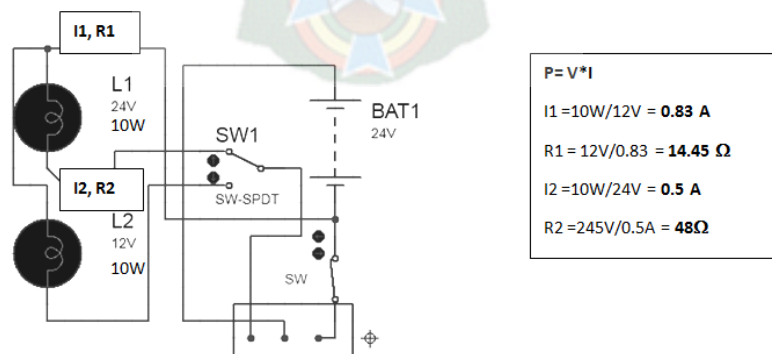 I1, R1
L1
24V
10W
I2, R2
L2
12V
10W
SW1
SW-SPDT
BAT1
24V
SW
P= V*I
I1 =10W/12V = 0.83 A
R1 = 12V/0.83 = 14.45 Ω
I2 =10W/24V = 0.5 A
R2 =245V/0.5A = 48Ω